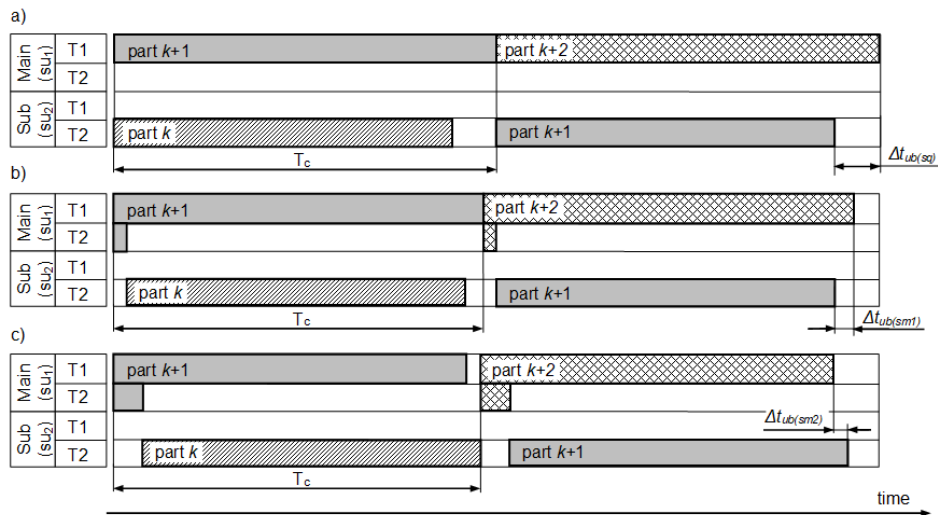 a)
Main (su1) T1 part k+1 part k+2
T2
Sub (su2) T1
T2 part k part k+1
Tc Δtub(sq)
b)
Main (su1) T1 part k+1 part k+2
T2
Sub (su2) T1
T2 part k part k+1
Tc Δtub(sm1)
c)
Main (su1) T1 part k+1 part k+2
T2
Sub (su2) T1 Δtub(sm2)
T2 part k part k+1
Tc
time